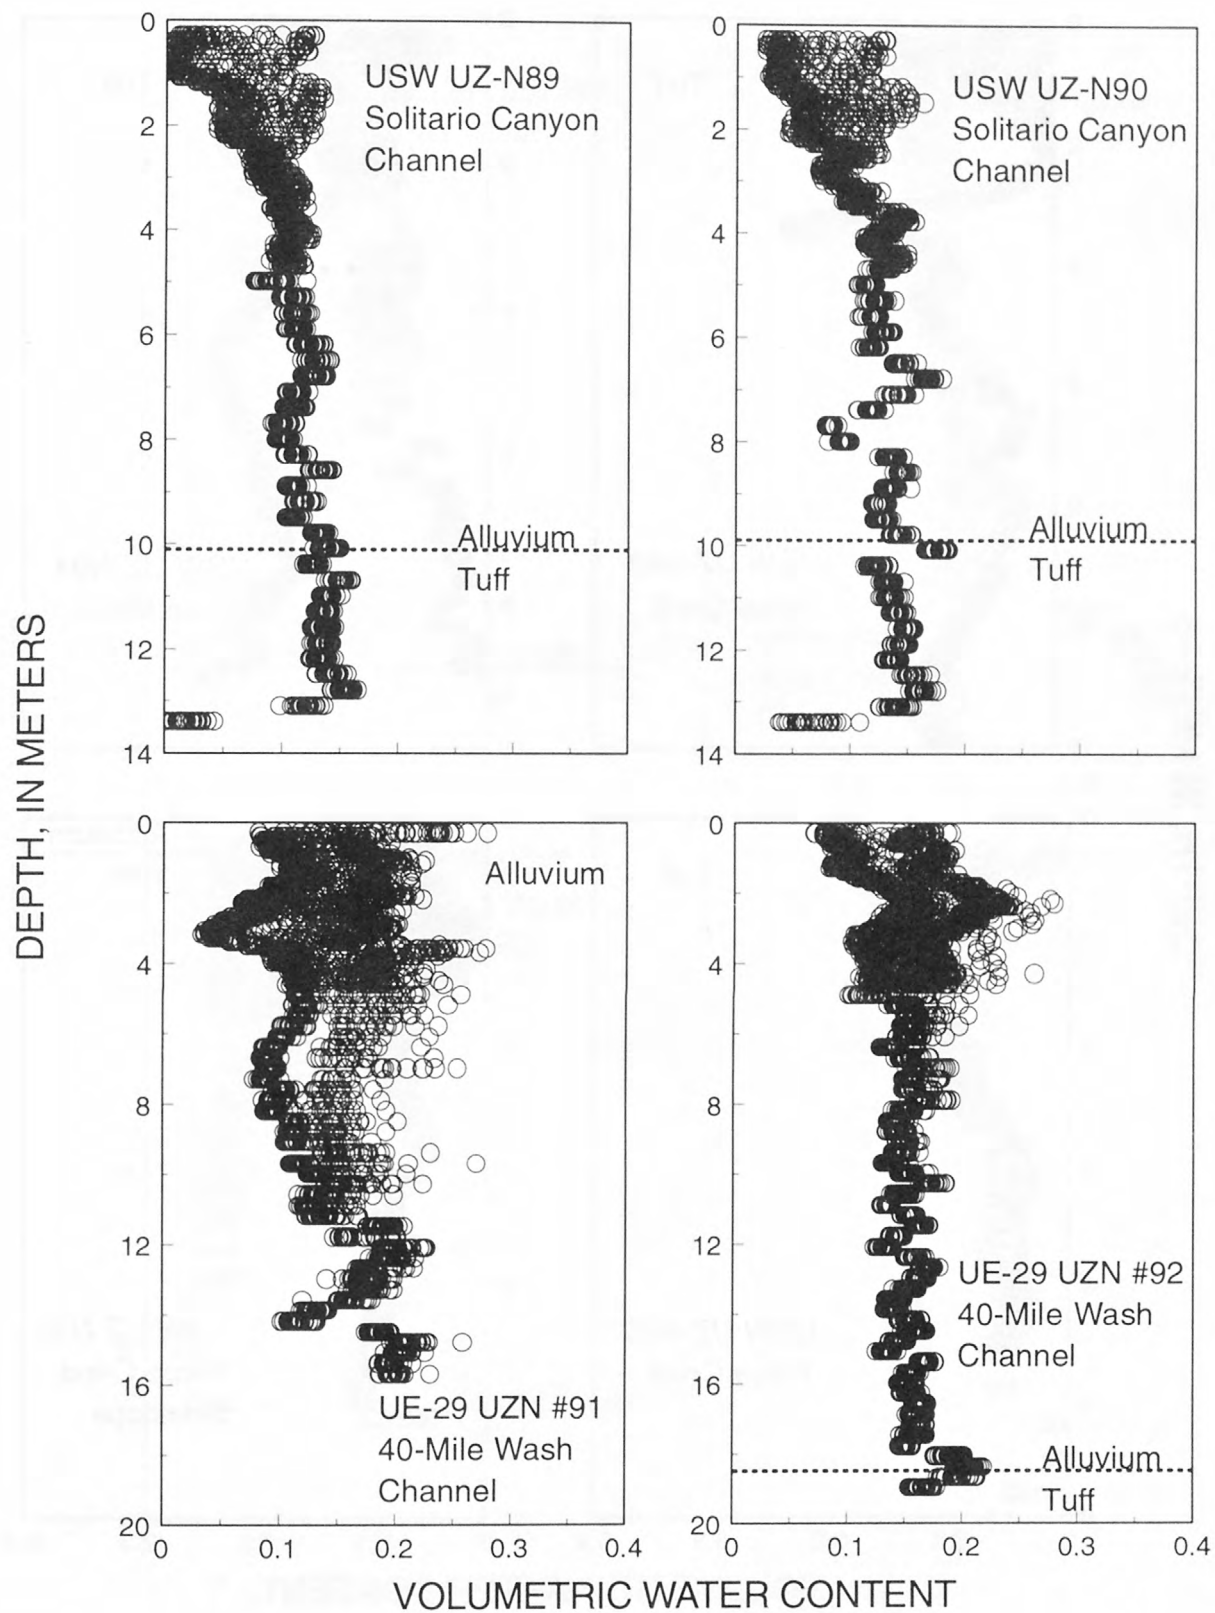 0
2
4
6
8
10
12
14
USW UZ-N89
Solitario Canyon
Channel
Alluvium
Tuff
0
2
4
6
8
10
12
14
USW UZ-N90
Solitario Canyon
Channel
Alluvium
Tuff
DEPTH, IN METERS
0
4
8
12
16
20
Alluvium
UE-29 UZN #91
40-Mile Wash
Channel
0
0.1
0.2
0.3
0.4
0
4
8
12
16
20
UE-29 UZN #92
40-Mile Wash
Channel
Alluvium
Tuff
0
0.1
0.2
0.3
0.4
VOLUMETRIC WATER CONTENT